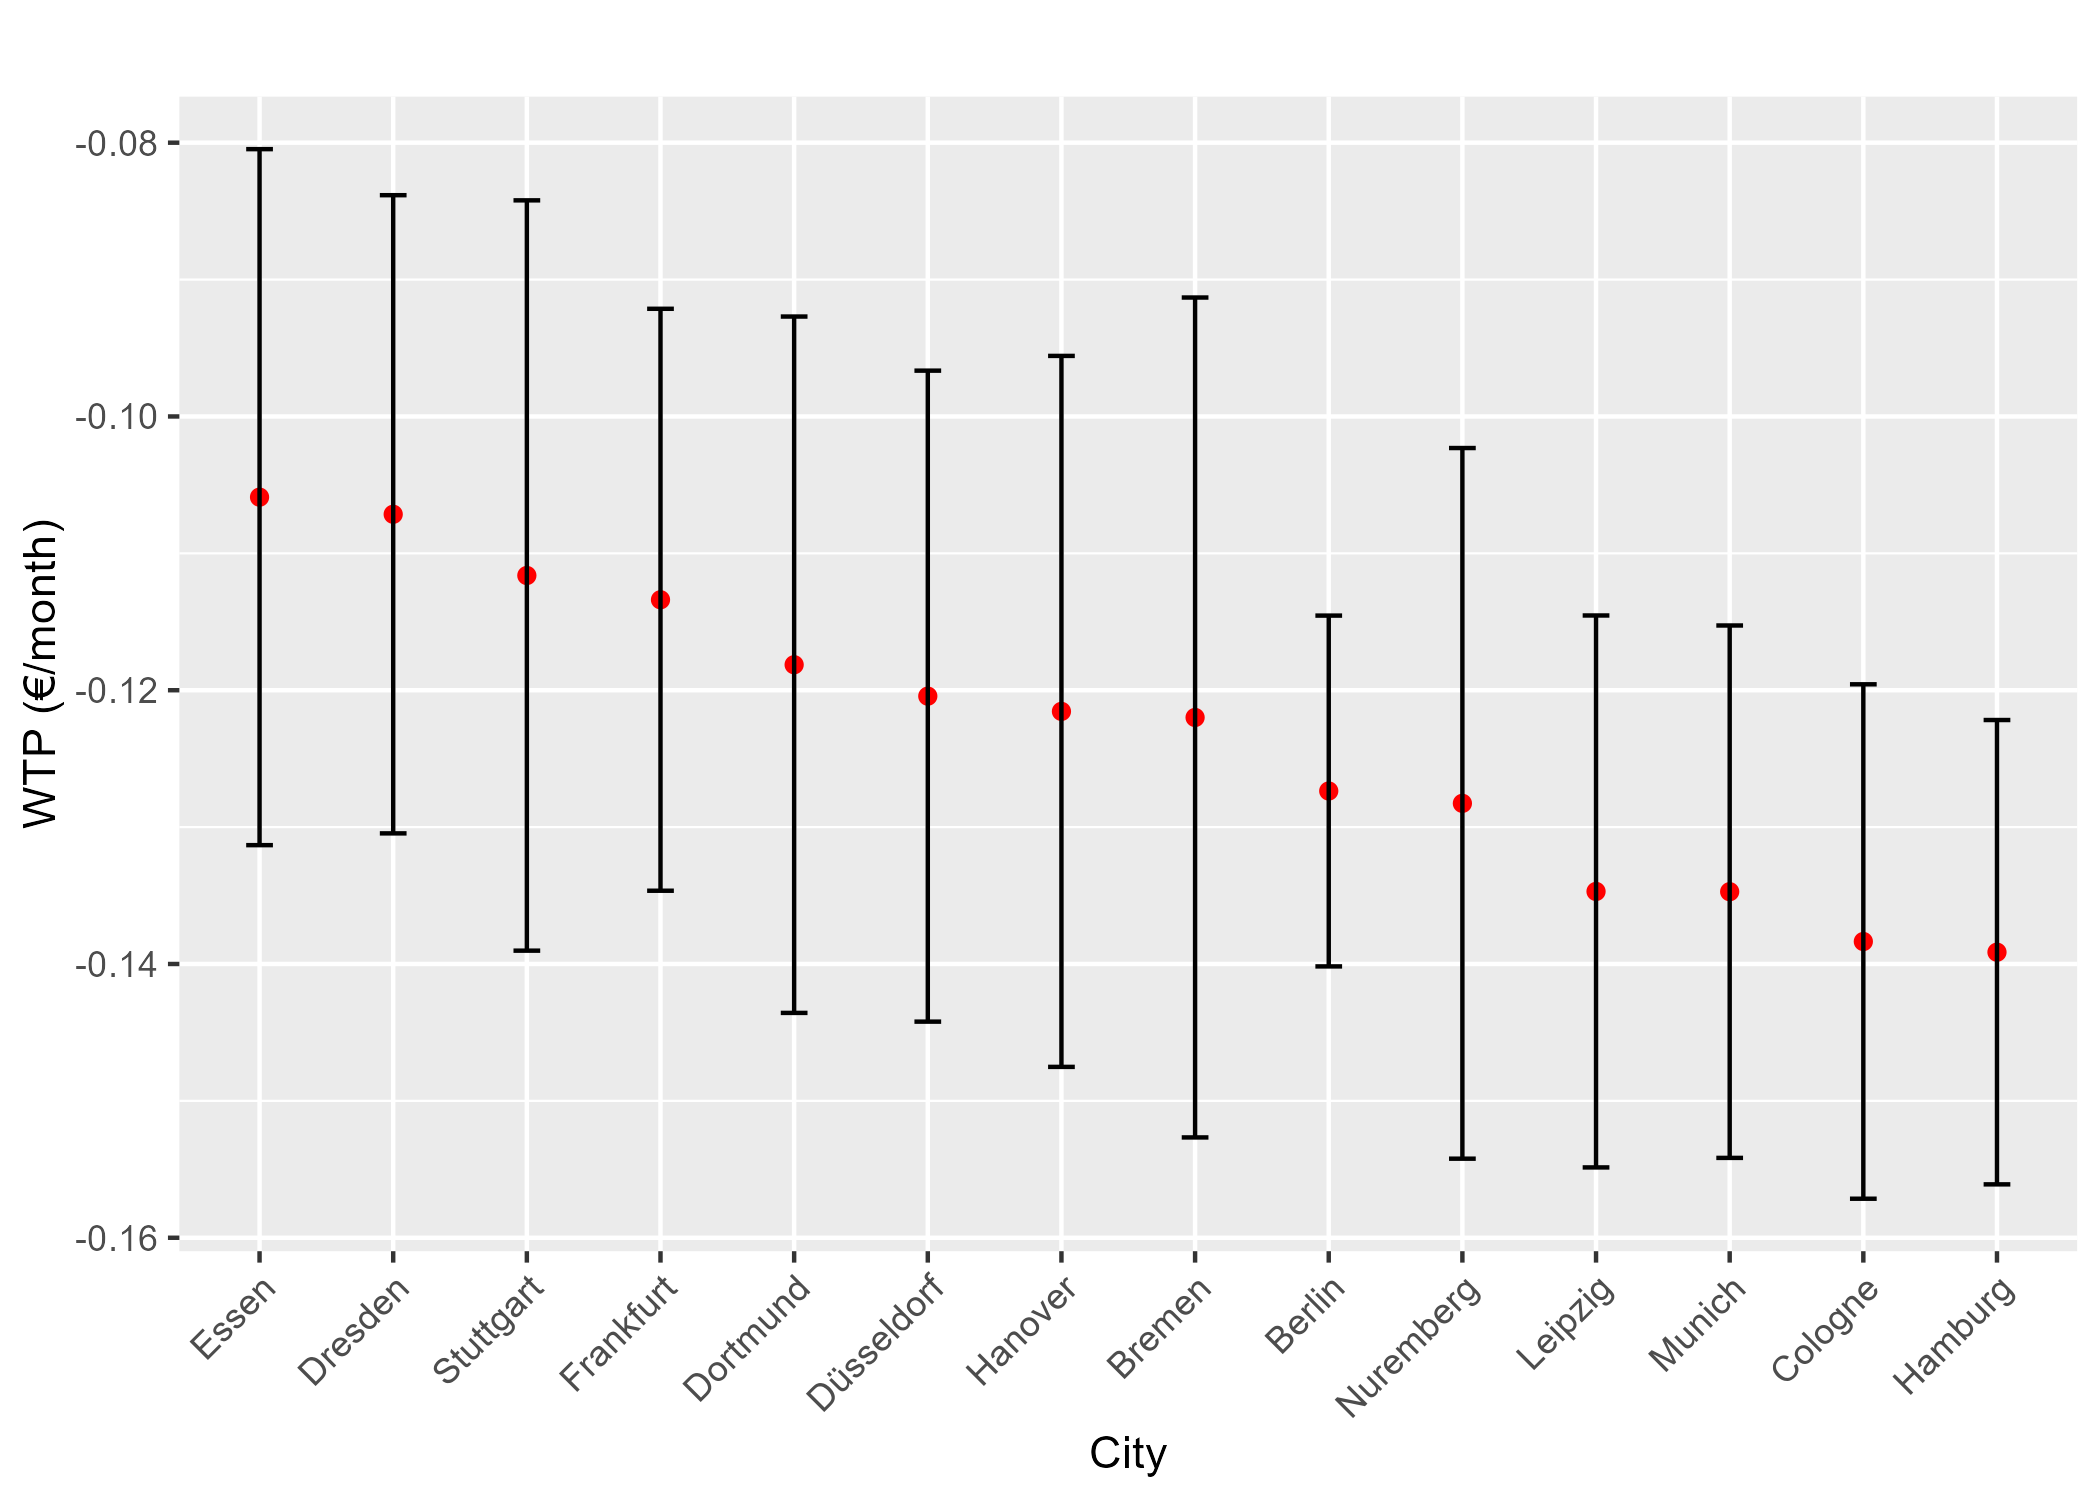 WTP (€/month)
-0.08
-0.10
-0.12
-0.14
-0.16
Essen
Dresden
Stuttgart
Frankfurt
Dortmund
Düsseldorf
Hanover
Bremen
Berlin
Nuremberg
Leipzig
Munich
Cologne
Hamburg
City